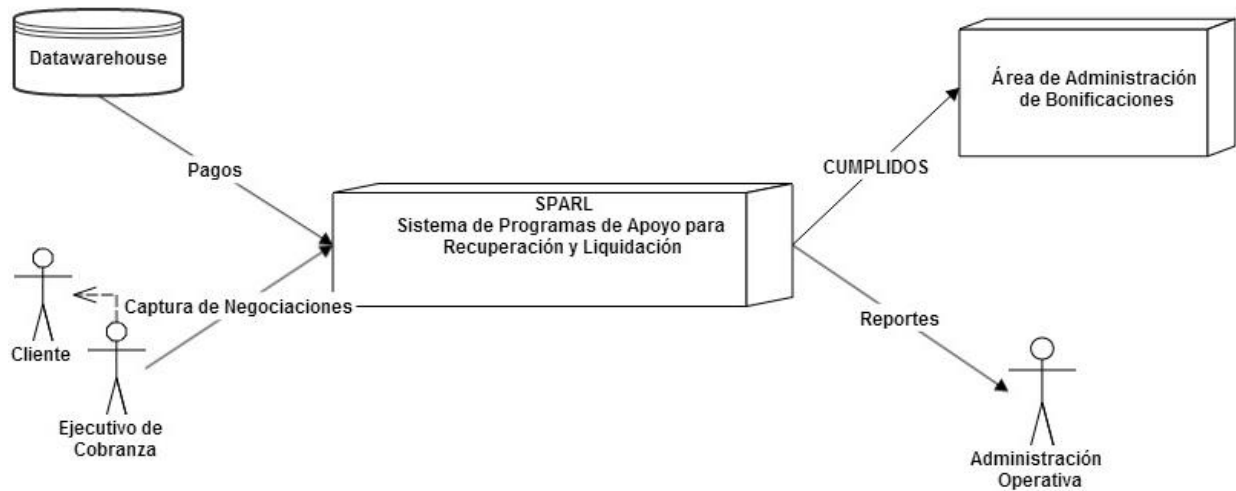 Datawarehouse
Área de Administración
de Bonificaciones
Pagos
CUMPLIDOS
SPARL
Sistema de Programas de Apoyo para
Recuperación y Liquidación
Captura de Negociaciones
Reportes
Cliente
Ejecutivo de
Cobranza
Administración
Operativa